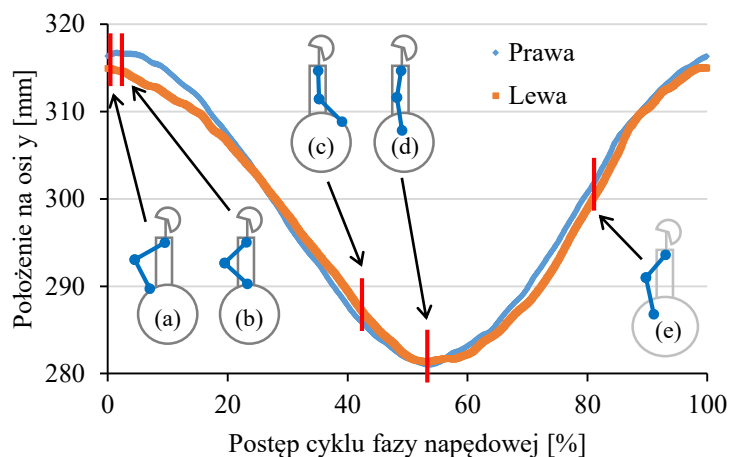 320
310
300
290
280
Położenie na osi y [mm]
Prawa
Lewa
(a)
(b)
(c)
(d)
(e)
0
20
40
60
80
100
Postęp cyklu fazy napędowej [%]